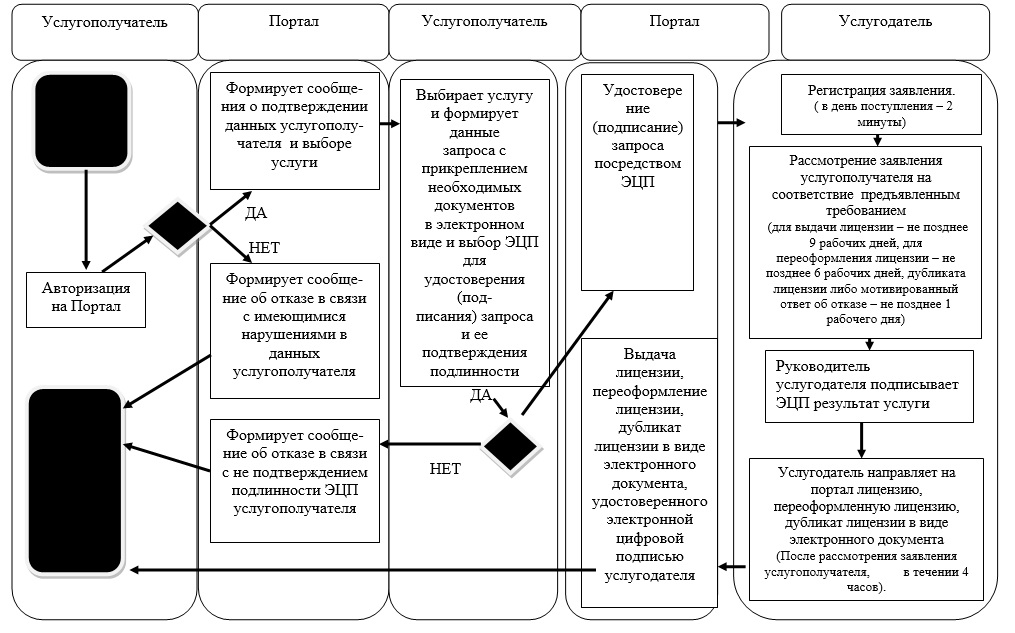 Услугополучатель
Портал
Услугополучатель
Портал
Услугодатель
Авторизация
на Портал
Формирует сообще-
ния о подтверждении
данных услугополу-
чателя и выборе
услуги
ДА
НЕТ
Формирует сообще-
ние об отказе в связи
с имеющимися
нарушениями в
данных
услугополучателя
Формирует сообще-
ние об отказе в связи
с не подтверждением
подлинности ЭЦП
услугополучателя
Выбирает услугу
и формирует
данные
запроса с
прикреплением
необходимых
документов
в электронном
виде и выбор ЭЦП
для
удостоверения
(под-
писания) запроса
и ее
подтверждения
подлинности
ДА
НЕТ
Удостовере
ние
(подписание)
запроса
посредством
ЭЦП
Выдача
лицензии,
переоформление
лицензии,
дубликат
лицензии в виде
электронного
документа,
удостоверенного
электронной
цифровой
подписью
услугодателя
Регистрация заявления.
( в день поступления – 2
минуты)
Рассмотрение заявления
услугополучателя на
соответствие предъявленным
требованием
(для выдачи лицензии – не позднее
9 рабочих дней, для
переоформления лицензии – не
позднее 6 рабочих дней, дубликата
лицензии либо мотивированный
ответ об отказе – не позднее 1
рабочего дня)
Руководитель
услугодателя подписывает
ЭЦП результат услуги
Услугодатель направляет на
портал лицензию,
переоформленную лицензию,
дубликат лицензии в виде
электронного документа
(После рассмотрения заявления
услугополучателя, в течении 4
часов).